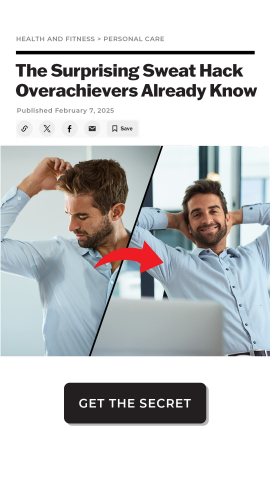 HEALTH AND FITNESS > PERSONAL CARE
The Surprising Sweat Hack
Overachievers Already Know
Published February 7, 2025
Save
GET THE SECRET